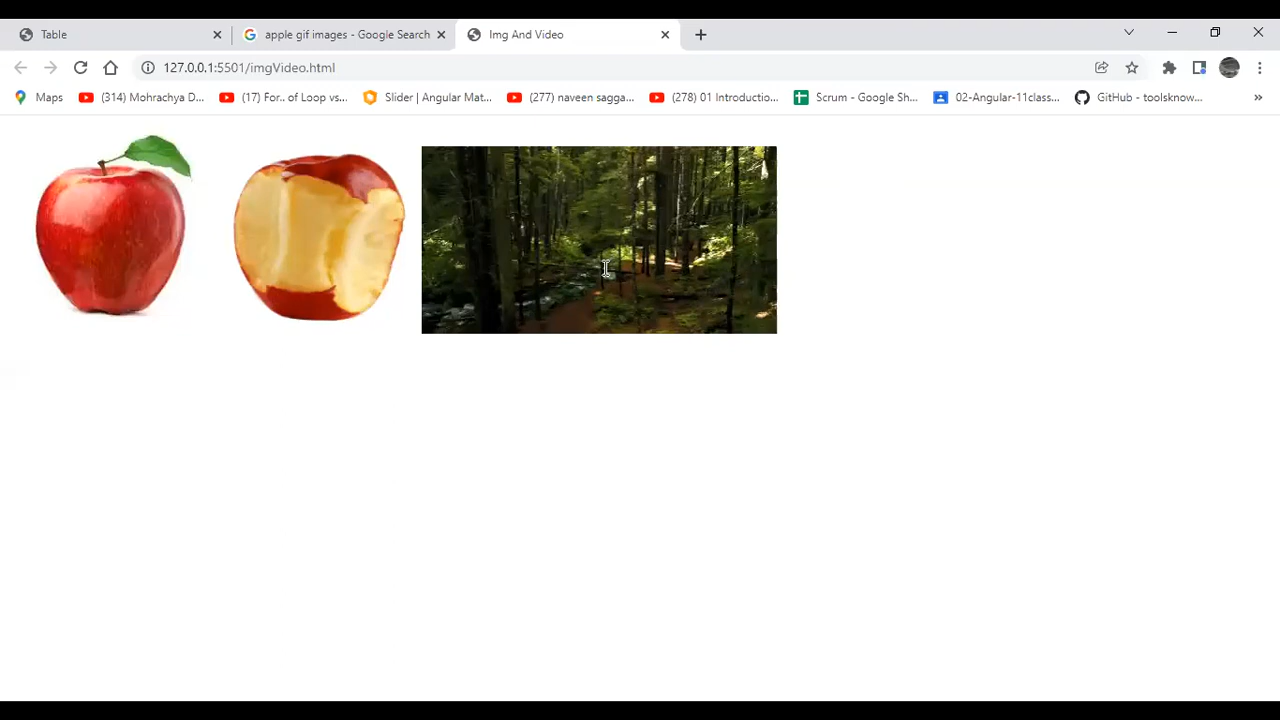 Table
apple gif images - Google Search
Img And Video
127.0.0.1:5501/imgVideo.html
Maps
(314) Mohrachya D...
(17) For.. of Loop vs...
Slider | Angular Mat...
(277) naveen sagga...
(278) 01 Introductio...
Scrum - Google Sh...
02-Angular-11class...
GitHub - toolsknow...